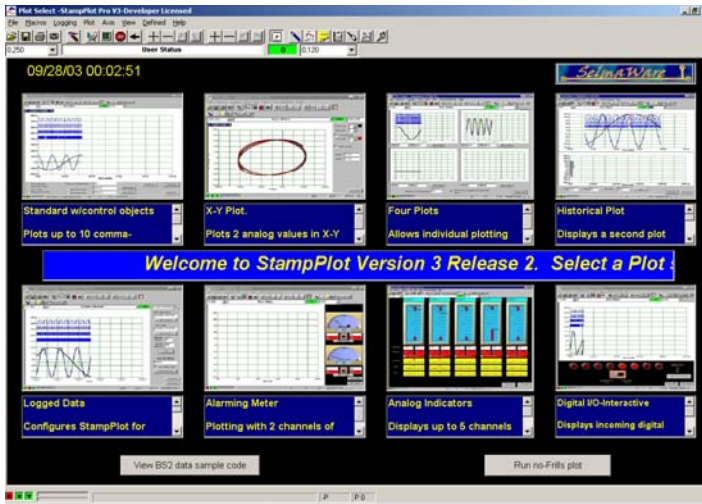 Plot Select -StampPlot Pro V3-Developer Licensed
File Macros Logging Plot Axis View Defined Help
0.250 User Status 0 0.120
09/28/03 00:02:51
SelmaWare
Standard w/control objects
Plots up to 10 comma-
X-Y Plot.
Plots 2 analog values in X-Y
Four Plots
Allows individual plotting
Historical Plot
Displays a second plot
Welcome to StampPlot Version 3 Release 2. Select a Plot s
Logged Data
Configures StampPlot for
Alarming Meter
Plotting with 2 channels of
Analog Indicators
Displays up to 5 channels
Digital I/O-Interactive
Displays incoming digital
View BS2 data sample code
Run no-Frills plot
P P 0